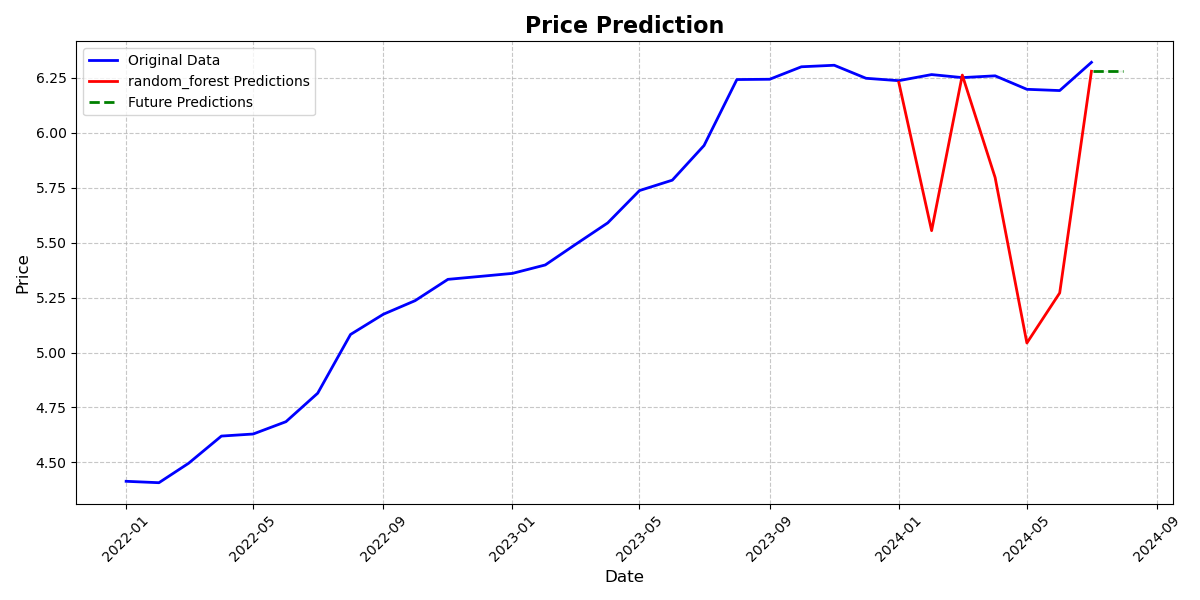 Price Prediction
Original Data
random_forest Predictions
Future Predictions
Price
6.25
6.00
5.75
5.50
5.25
5.00
4.75
4.50
2022-01
2022-05
2022-09
2023-01
2023-05
2023-09
2024-01
2024-05
2024-09
Date